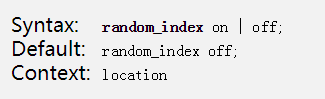 Syntax: random_index on | off;
Default: random_index off;
Context: location